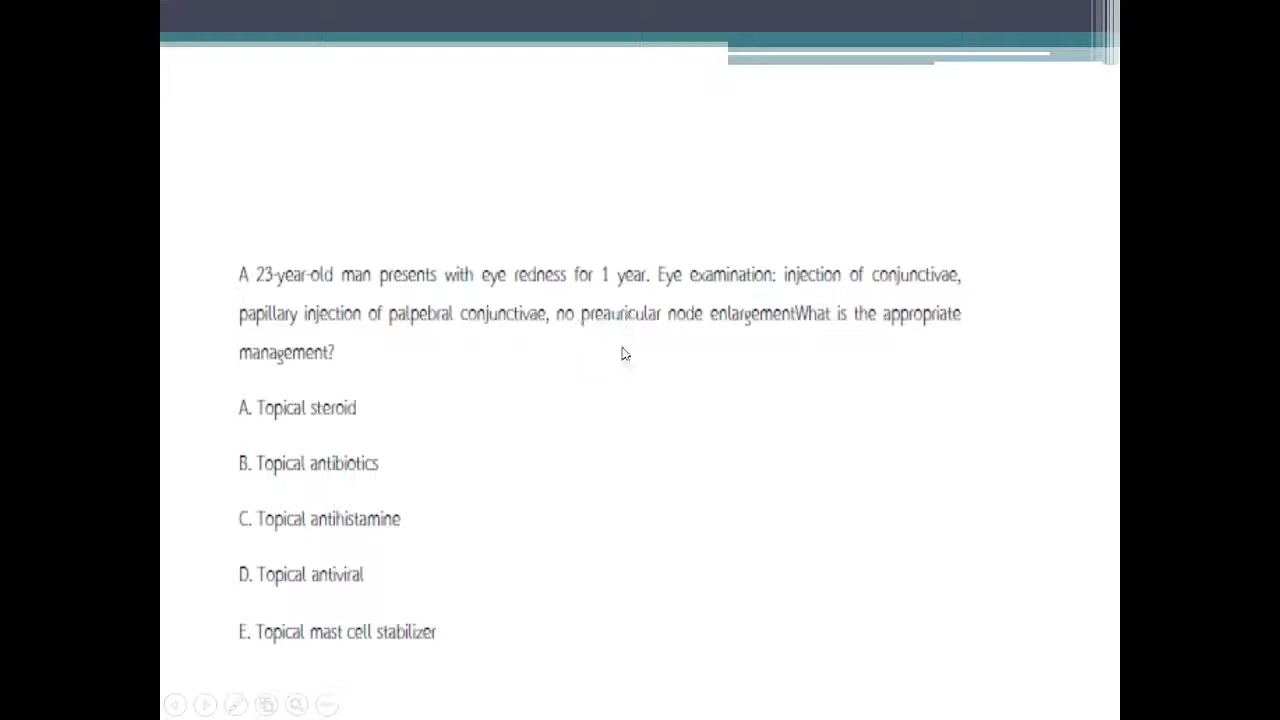 A 23-year-old man presents with eye redness for 1 year. Eye examination: injection of conjunctivae,
papillary injection of palpebral conjunctivae, no preauricular node enlargementWhat is the appropriate
management?
A. Topical steroid
B. Topical antibiotics
C. Topical antihistamine
D. Topical antiviral
E. Topical mast cell stabilizer